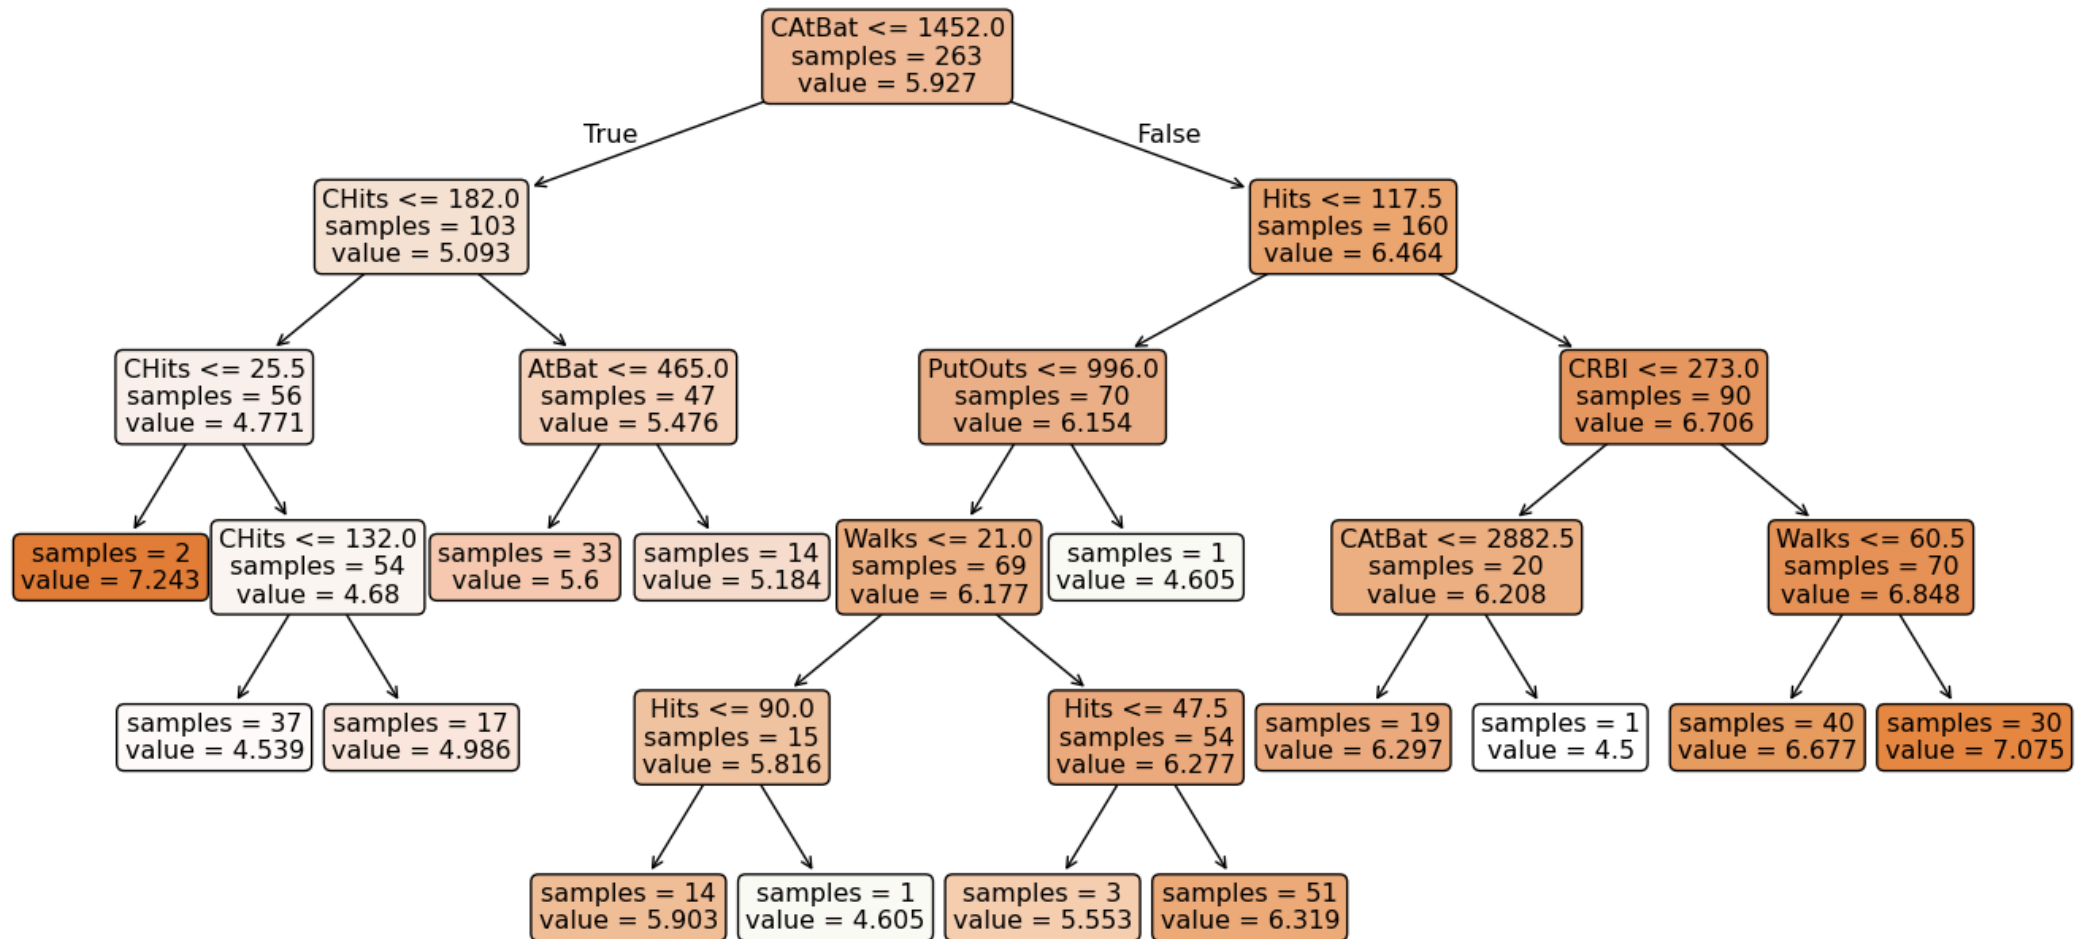 CAtBat <= 1452.0
samples = 263
value = 5.927
True
False
CHits <= 182.0
samples = 103
value = 5.093
Hits <= 117.5
samples = 160
value = 6.464
CHits <= 25.5
samples = 56
value = 4.771
AtBat <= 465.0
samples = 47
value = 5.476
PutOuts <= 996.0
samples = 70
value = 6.154
CRBI <= 273.0
samples = 90
value = 6.706
samples = 2
value = 7.243
CHits <= 132.0
samples = 54
value = 4.68
samples = 33
value = 5.6
samples = 14
value = 5.184
Walks <= 21.0
samples = 69
value = 6.177
samples = 1
value = 4.605
CAtBat <= 2882.5
samples = 20
value = 6.208
Walks <= 60.5
samples = 70
value = 6.848
samples = 37
value = 4.539
samples = 17
value = 4.986
Hits <= 90.0
samples = 15
value = 5.816
Hits <= 47.5
samples = 54
value = 6.277
samples = 19
value = 6.297
samples = 1
value = 4.5
samples = 40
value = 6.677
samples = 30
value = 7.075
samples = 14
value = 5.903
samples = 1
value = 4.605
samples = 3
value = 5.553
samples = 51
value = 6.319